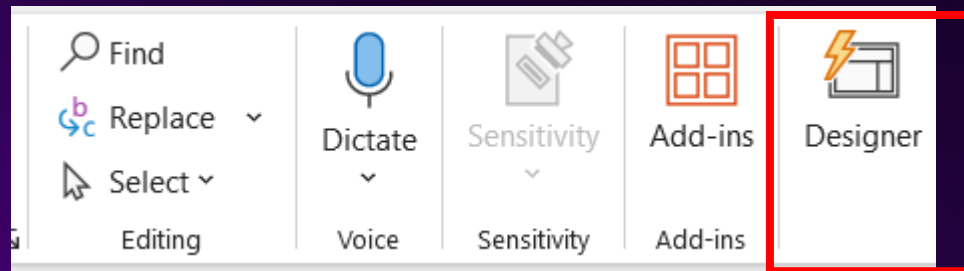 Find
Replace
Select
Editing
Dictate
Voice
Sensitivity
Sensitivity
Add-ins
Add-ins
Designer